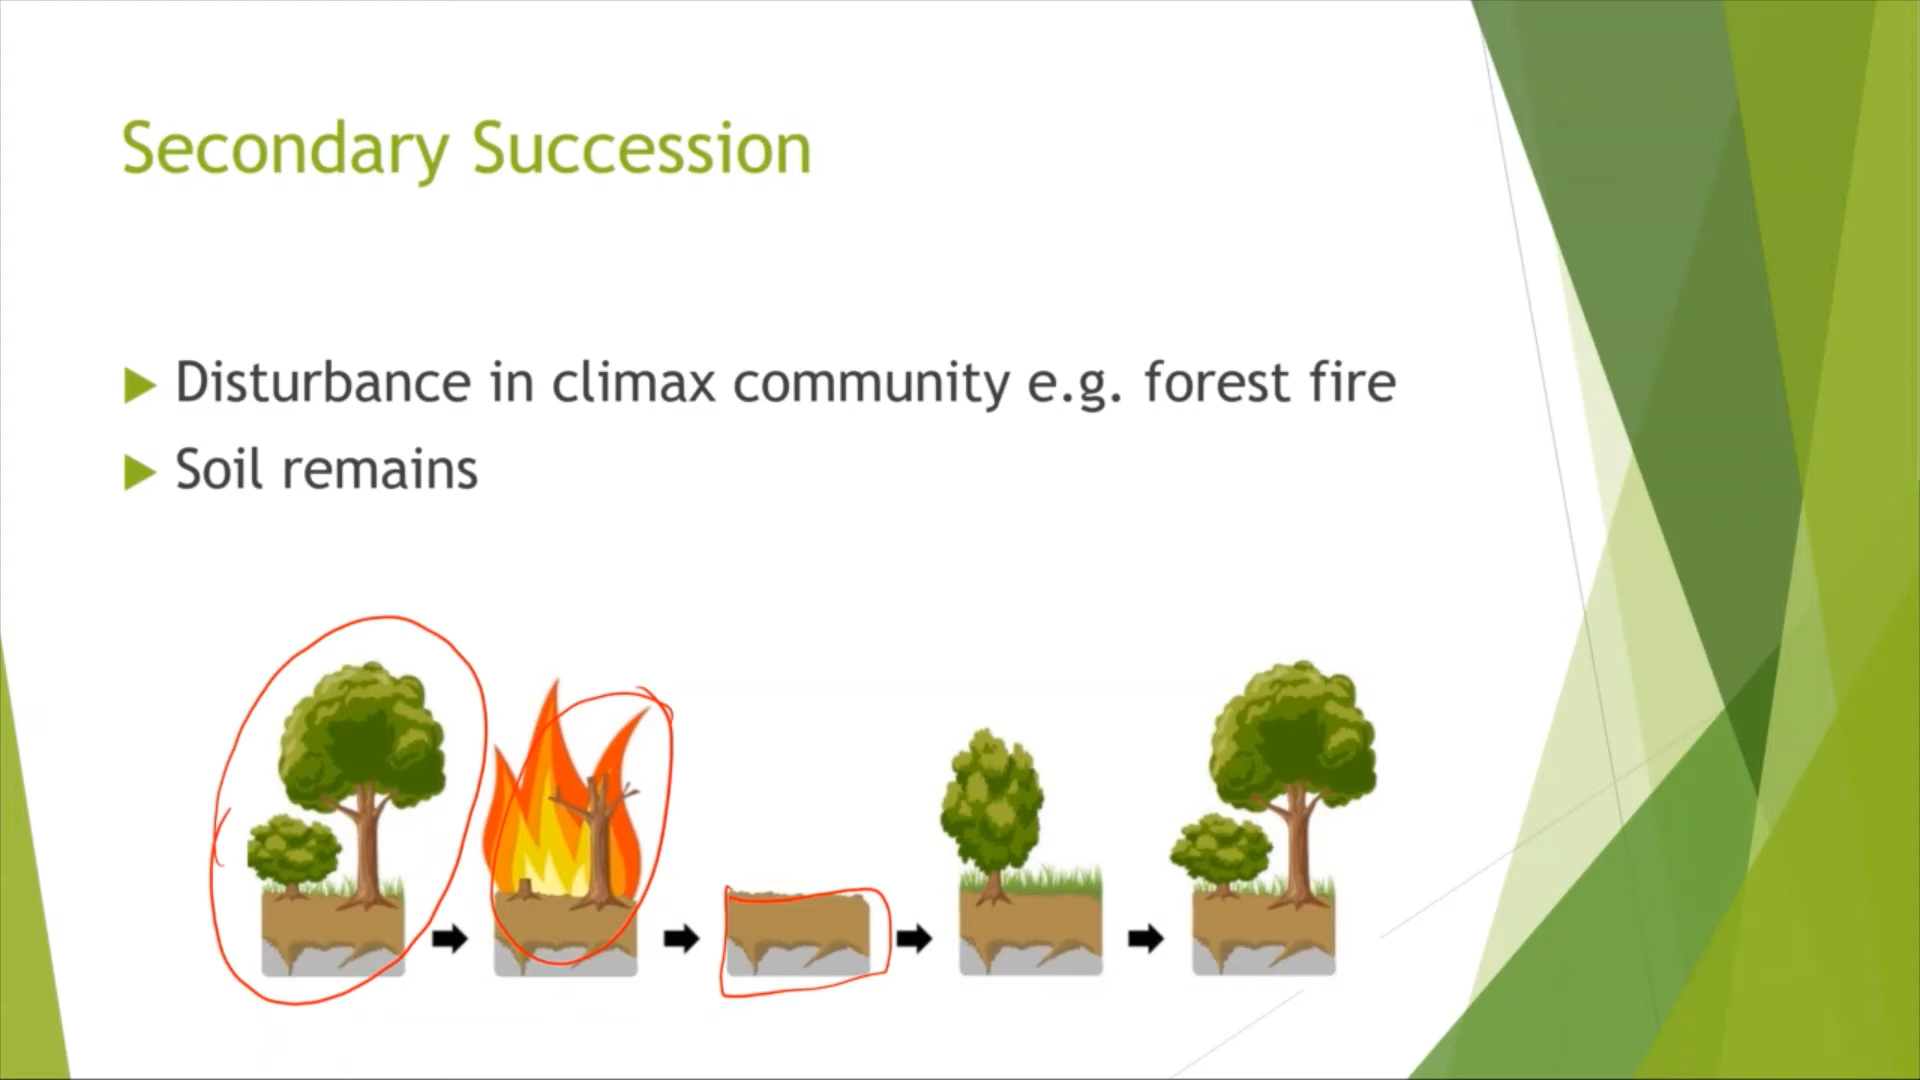 Secondary Succession
Disturbance in climax community e.g. forest fire
Soil remains